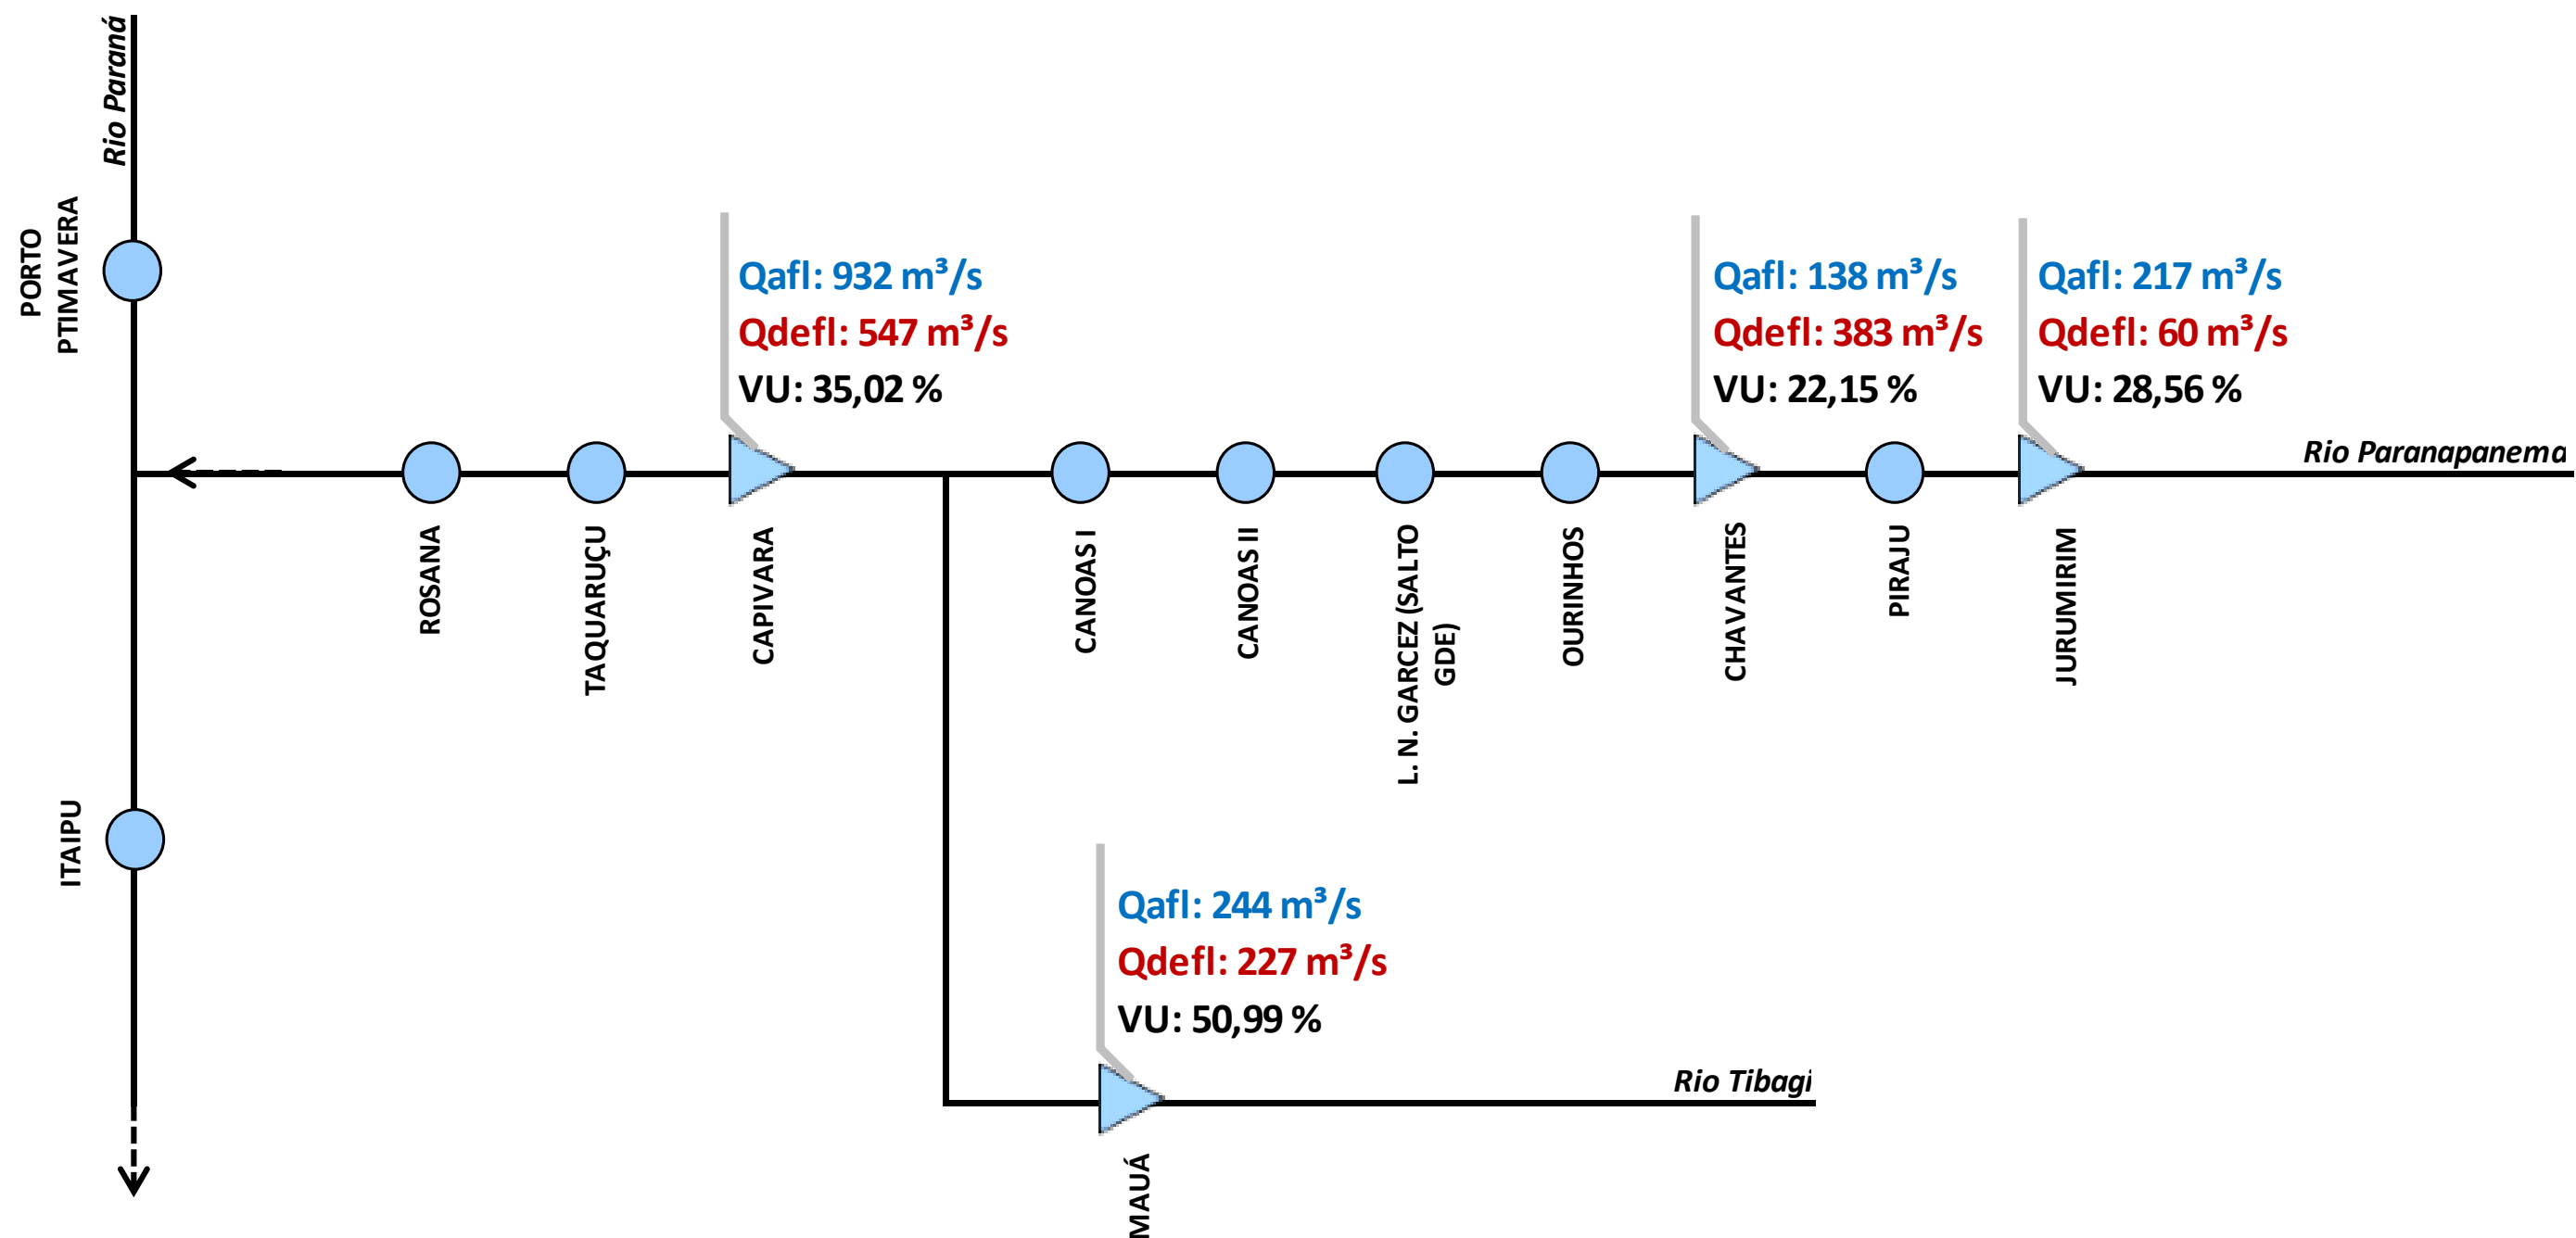 Rio Paraná
PORTO
PTIMAVERA
Qafl: 932 m³/s
Qdefl: 547 m³/s
VU: 35,02 %
Qafl: 138 m³/s
Qdefl: 383 m³/s
VU: 22,15 %
Qafl: 217 m³/s
Qdefl: 60 m³/s
VU: 28,56 %
Rio Paranapanema
ROSANA
TAQUARUÇU
CAPIVARA
CANOAS I
CANOAS II
L. N. GARCEZ (SALTO
GDE)
OURINHOS
CHAVANTES
PIRAJU
JURUMIRIM
ITAIPU
Qafl: 244 m³/s
Qdefl: 227 m³/s
VU: 50,99 %
Rio Tibagi
MAUÁ